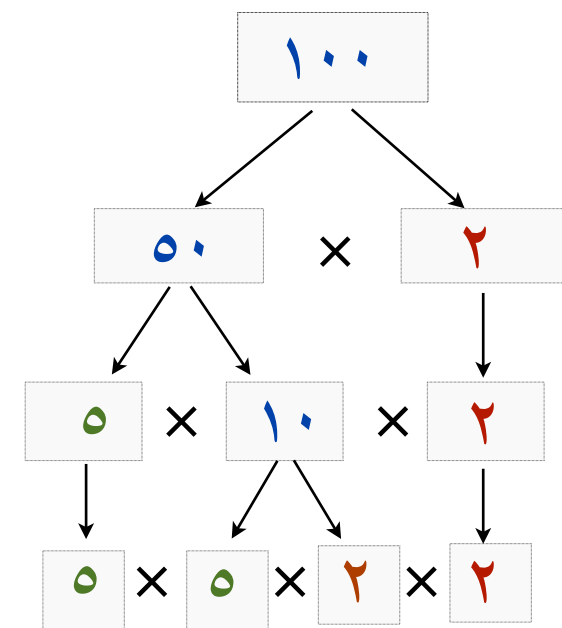 ١٠٠
٥٠ × ٢
٥ × ١٠ × ٢
٥ × ٥ × ٢ × ٢